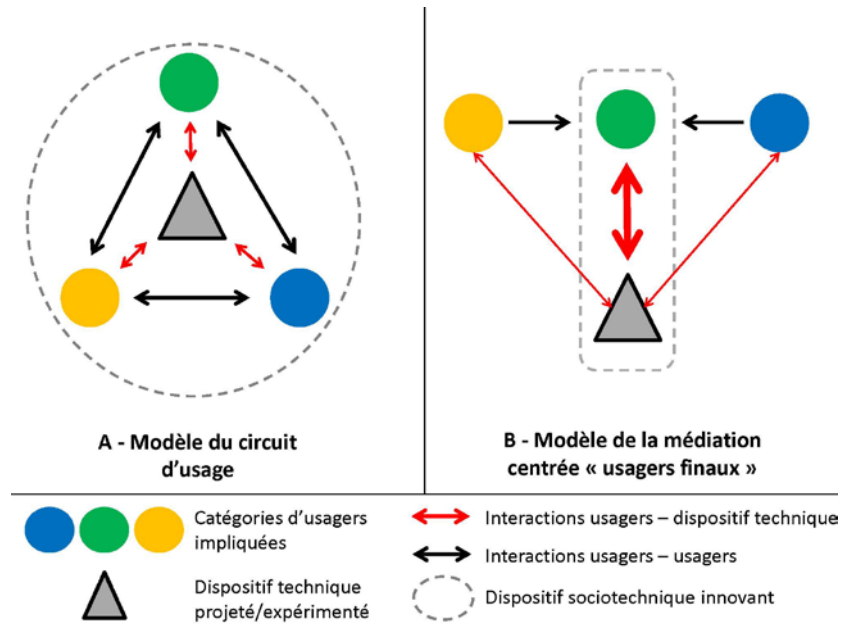 A - Modèle du circuit
d'usage
B - Modèle de la médiation
centrée « usagers finaux »
Catégories d'usagers
impliquées
Dispositif technique
projeté/expérimenté
Interactions usagers – dispositif technique
Interactions usagers – usagers
Dispositif sociotechnique innovant